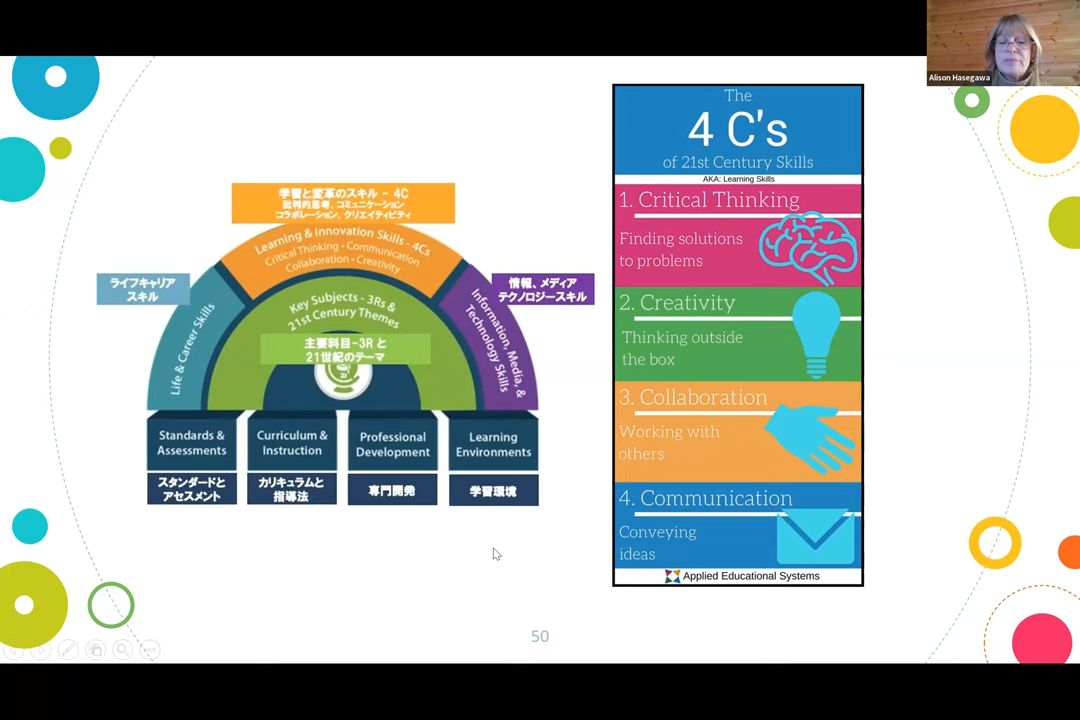 Alison Hasegawa
学習と変革のスキル - 4C
批判的思考、コミュニケーション
コラボレーション、クリエイティビティ
Learning & Innovation Skills - 4Cs
Critical Thinking • Communication
Collaboration • Creativity
ライフキャリア
スキル
情報、メディア
テクノロジースキル
Life & Career Skills
Key Subjects - 3Rs &
21st Century Themes
Information, Media, &
Technology Skills
主要科目-3R と
21世紀のテーマ
21
Standards &
Assessments
Curriculum &
Instruction
Professional
Development
Learning
Environments
スタンダードと
アセスメント
カリキュラムと
指導法
専門開発
学習環境
The
4 C's
of 21st Century Skills
AKA: Learning Skills
1. Critical Thinking
Finding solutions
to problems
2. Creativity
Thinking outside
the box
3. Collaboration
Working with
others
4. Communication
Conveying
ideas
Applied Educational Systems
50